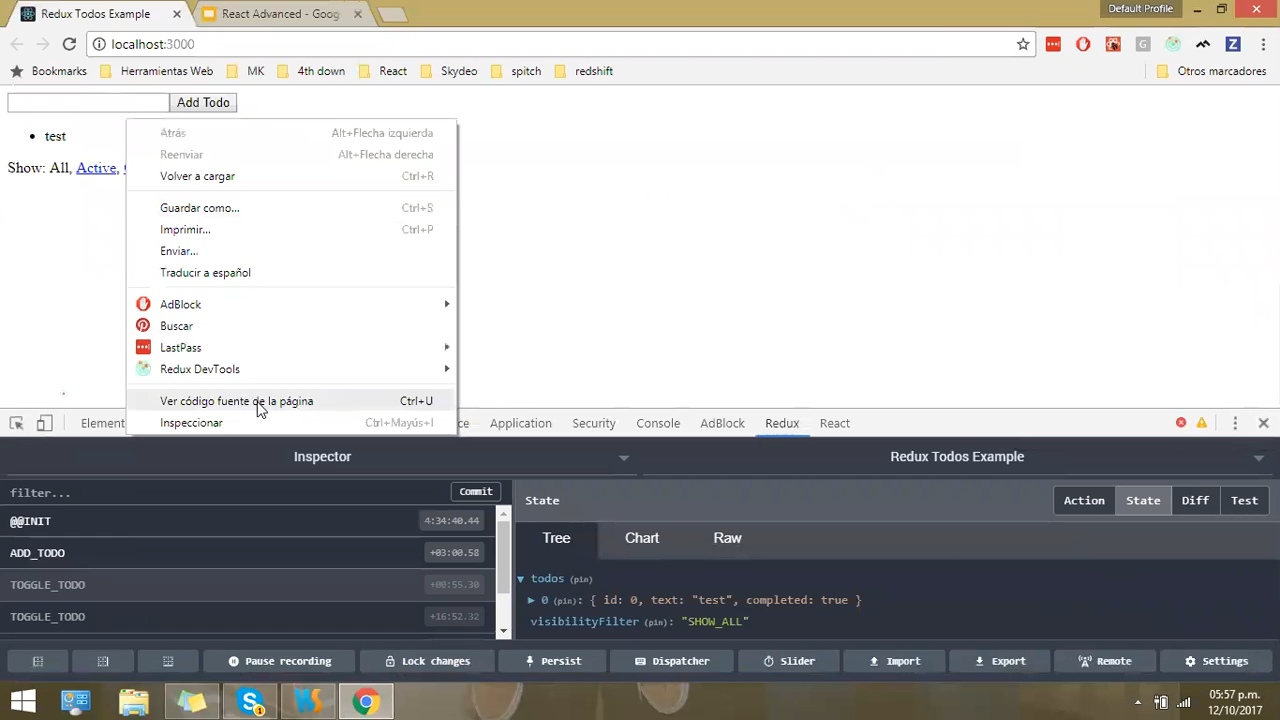 Redux Todos Example
React Advanced - Goog
Default Profile
localhost:3000
Bookmarks
Herramientas Web
MK
4th down
React
Skydeo
spitch
redshift
Otros marcadores
Add Todo
test
Show: All, Active,
Atrás Alt+Flecha izquierda
Reenviar Alt+Flecha derecha
Volver a cargar Ctrl+R
Guardar como... Ctrl+S
Imprimir... Ctrl+P
Enviar...
Traducir a español
AdBlock
Buscar
LastPass
Redux DevTools
Ver código fuente de la página Ctrl+U
Inspeccionar Ctrl+Mayús+I
Element ce Application Security Console AdBlock Redux React
Inspector
Redux Todos Example
filter... Commit
State Action State Diff Test
@@INIT 4:34:40.44
ADD_TODO +03:00.58
TOGGLE_TODO +00:55.30
TOGGLE_TODO +16:52.32
Tree Chart Raw
todos (pin)
0 (pin): { id: 0, text: "test", completed: true }
visibilityFilter (pin): "SHOW_ALL"
Pause recording Lock changes Persist Dispatcher Slider Import Export Remote Settings
05:57 p.m.
12/10/2017